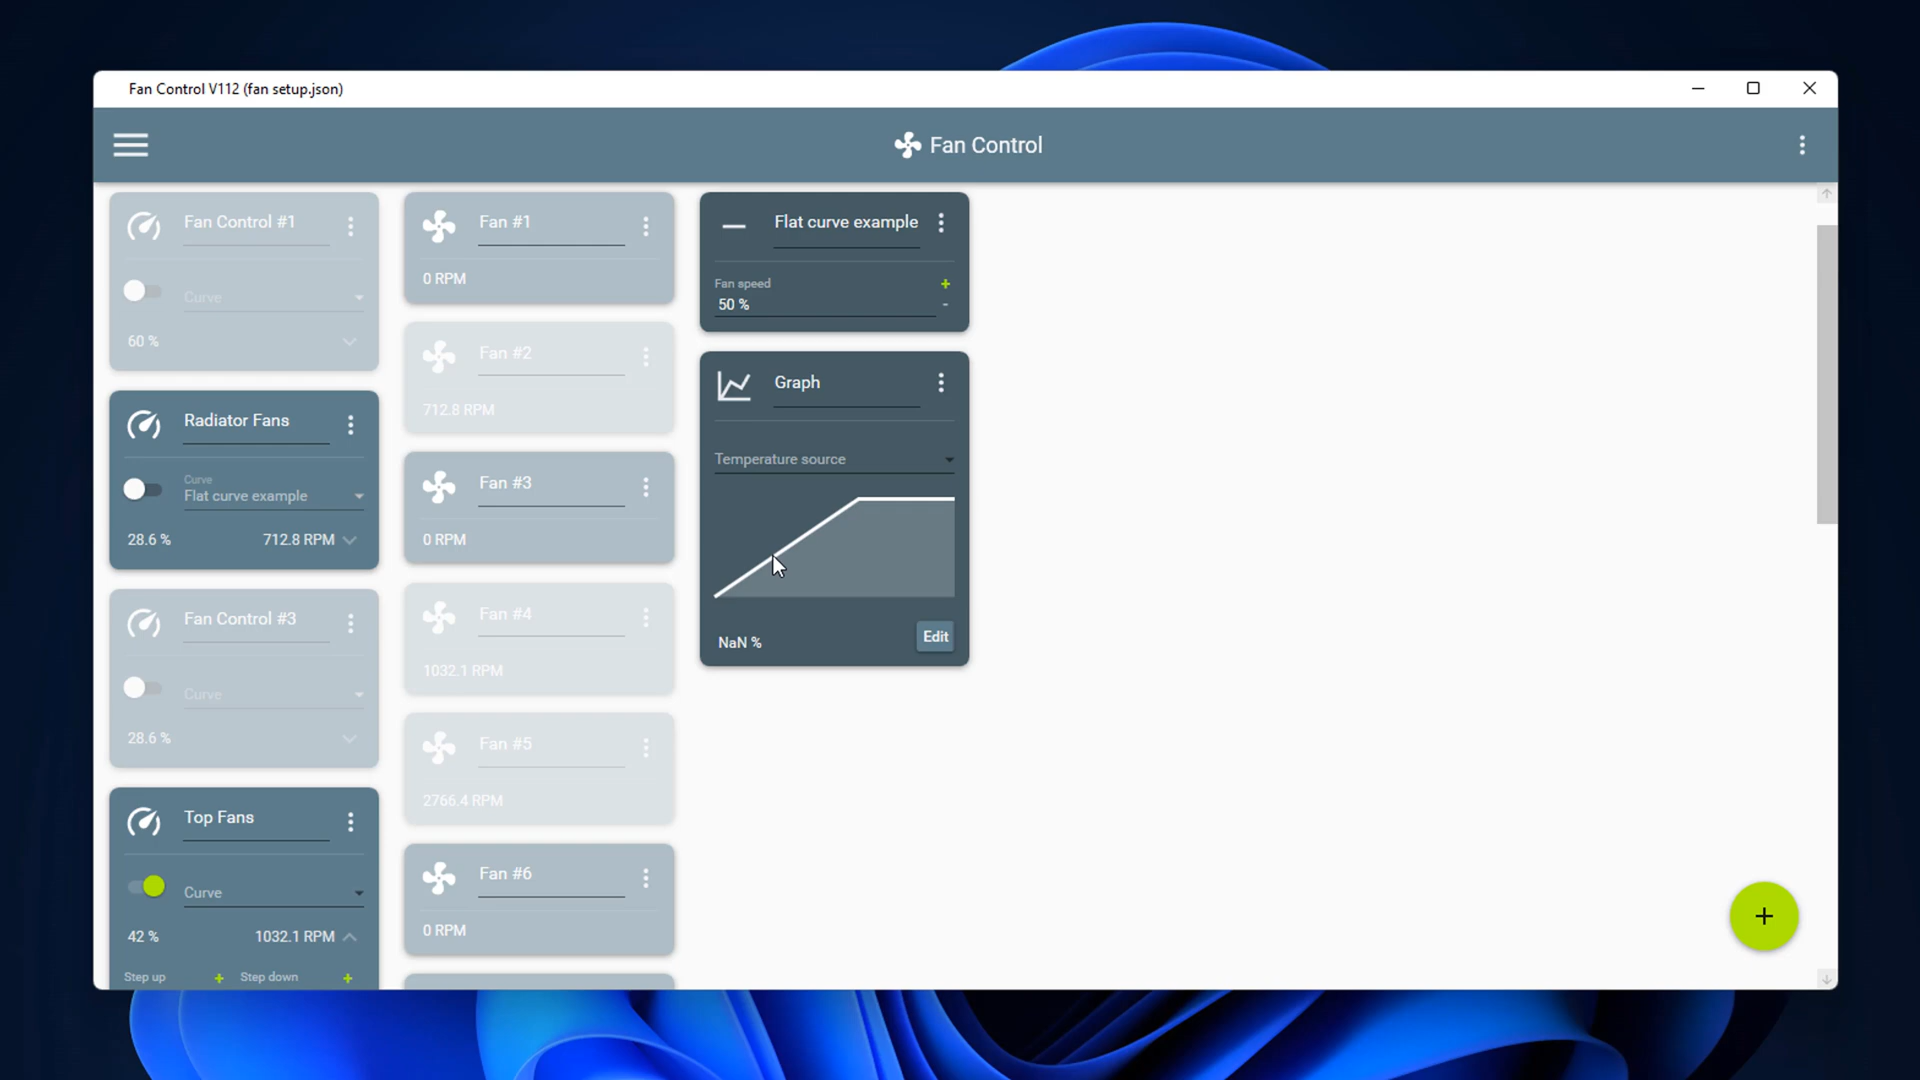 Fan Control V112 (fan setup.json)
Fan Control
Fan Control #1
Curve
60 %
Radiator Fans
Curve
Flat curve example
28.6 %
712.8 RPM
Fan Control #3
Curve
28.6 %
Top Fans
Curve
42 %
1032.1 RPM
Step up
+
Step down
+
Fan #1
0 RPM
Fan #2
712.8 RPM
Fan #3
0 RPM
Fan #4
1032.1 RPM
Fan #5
2766.4 RPM
Fan #6
0 RPM
Flat curve example
Fan speed
+
50 %
-
Graph
Temperature source
NaN %
Edit
+